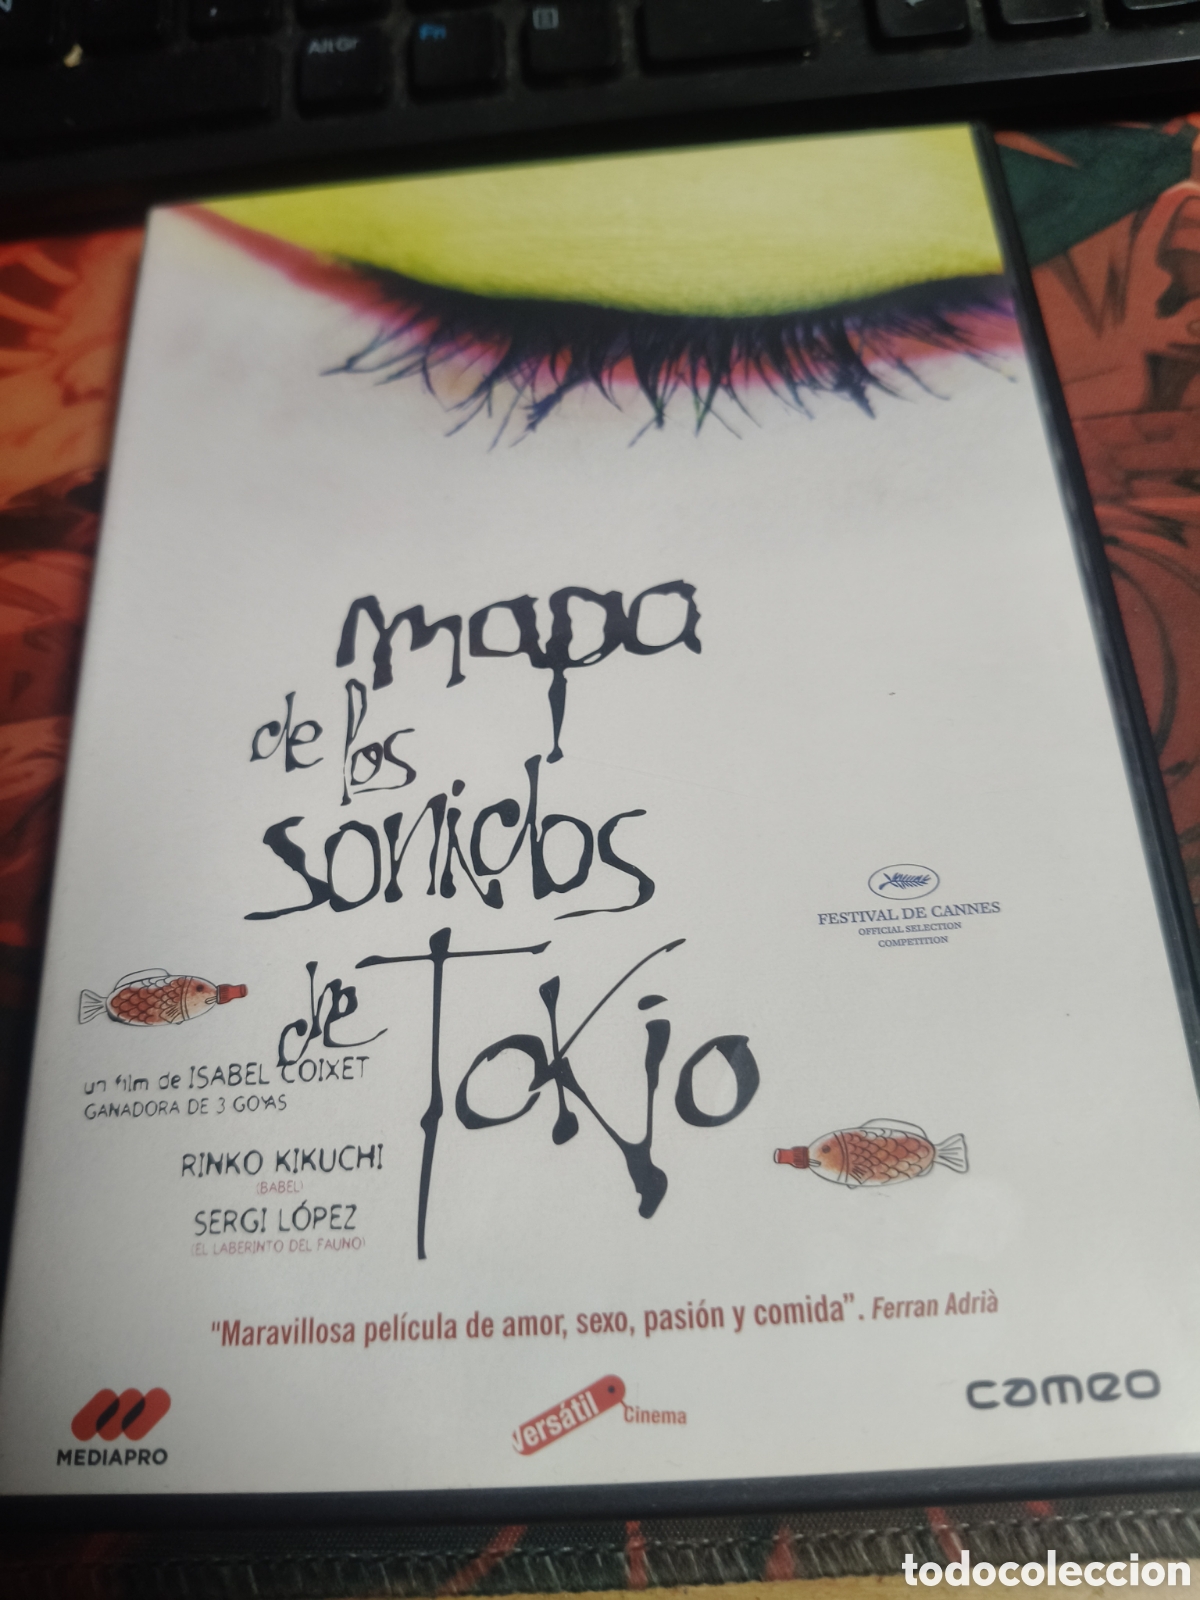 Alt Gr
Fn
mapa
de los
sonidos
de Tokio
FESTIVAL DE CANNES
OFFICIAL SELECTION
COMPETITION
un film de ISABEL COIXET
GANADORA DE 3 GOYAS
RINKO KIKUCHI
(BABEL)
SERGI LÓPEZ
(EL LABERINTO DEL FAUNO)
"Maravillosa película de amor, sexo, pasión y comida". Ferran Adrià
MEDIAPRO
Versátil Cinema
cameo
todocoleccion